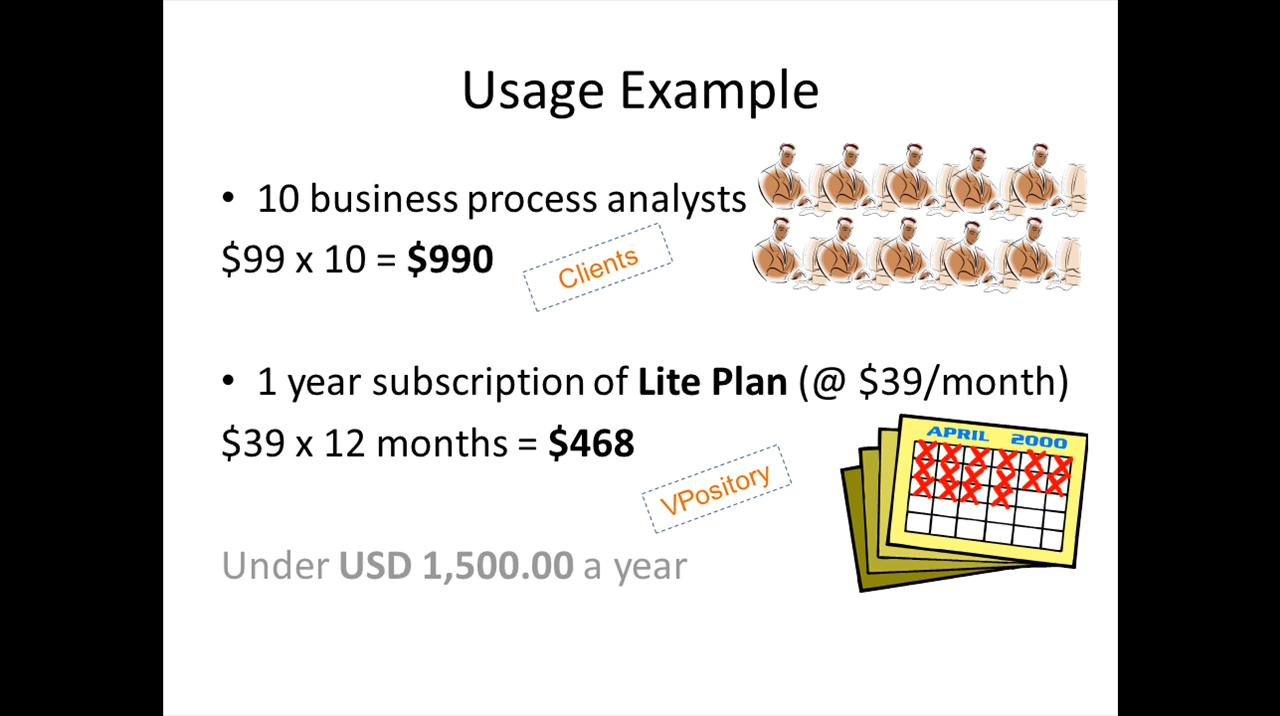 Usage Example
• 10 business process analysts
$99 x 10 = $990
Clients
• 1 year subscription of Lite Plan (@ $39/month)
$39 x 12 months = $468
APRIL 2000
VPository
Under USD 1,500.00 a year